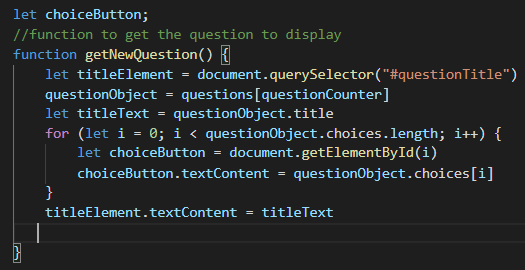 let choiceButton;
//function to get the question to display
function getNewQuestion() {
    let titleElement = document.querySelector("#questionTitle")
    questionObject = questions[questionCounter]
    let titleText = questionObject.title
    for (let i = 0; i < questionObject.choices.length; i++) {
        let choiceButton = document.getElementById(i)
        choiceButton.textContent = questionObject.choices[i]
    }
    titleElement.textContent = titleText
}